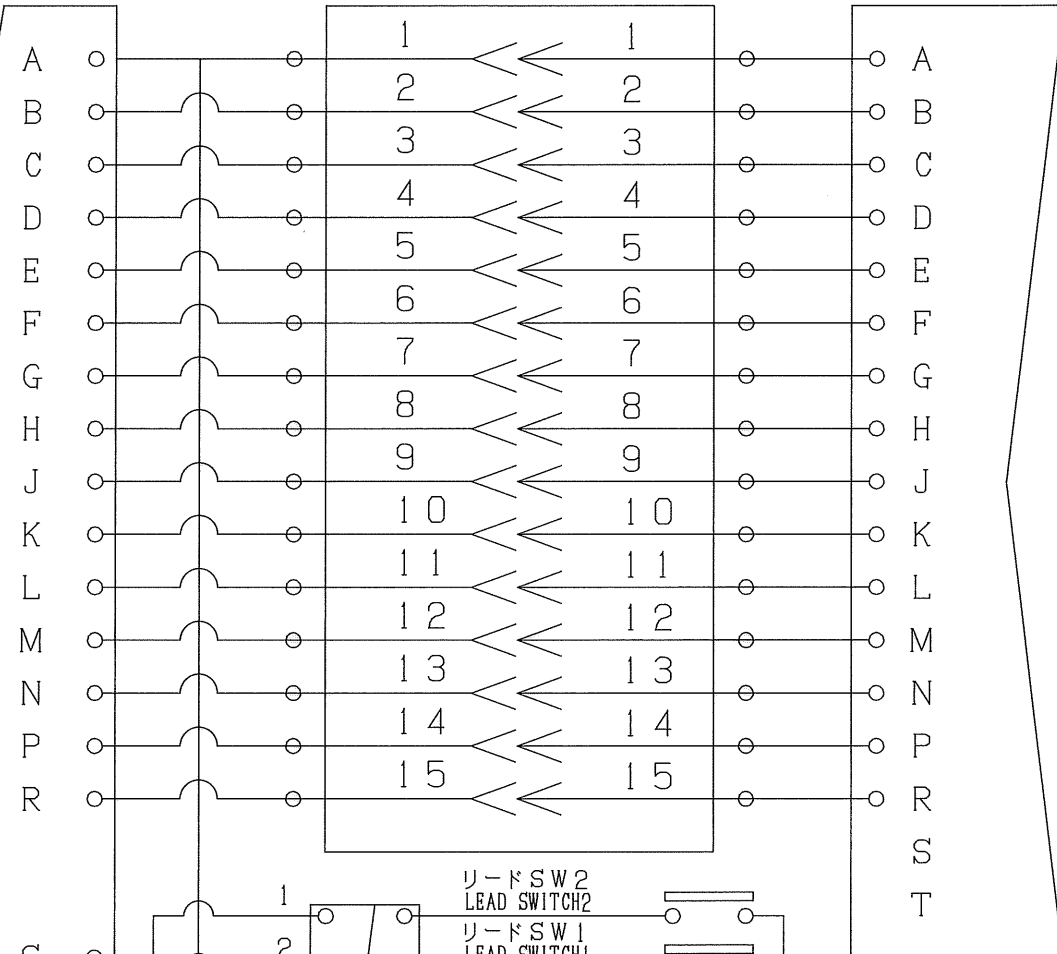 A 1 1 A
B 2 2 B
C 3 3 C
D 4 4 D
E 5 5 E
F 6 6 F
G 7 7 G
H 8 8 H
J 9 9 J
K 10 10 K
L 11 11 L
M 12 12 M
N 13 13 N
P 14 14 P
R 15 15 R
S
T
1 リードSW2
LEAD SWITCH2
2 リードSW1
LEAD SWITCH1